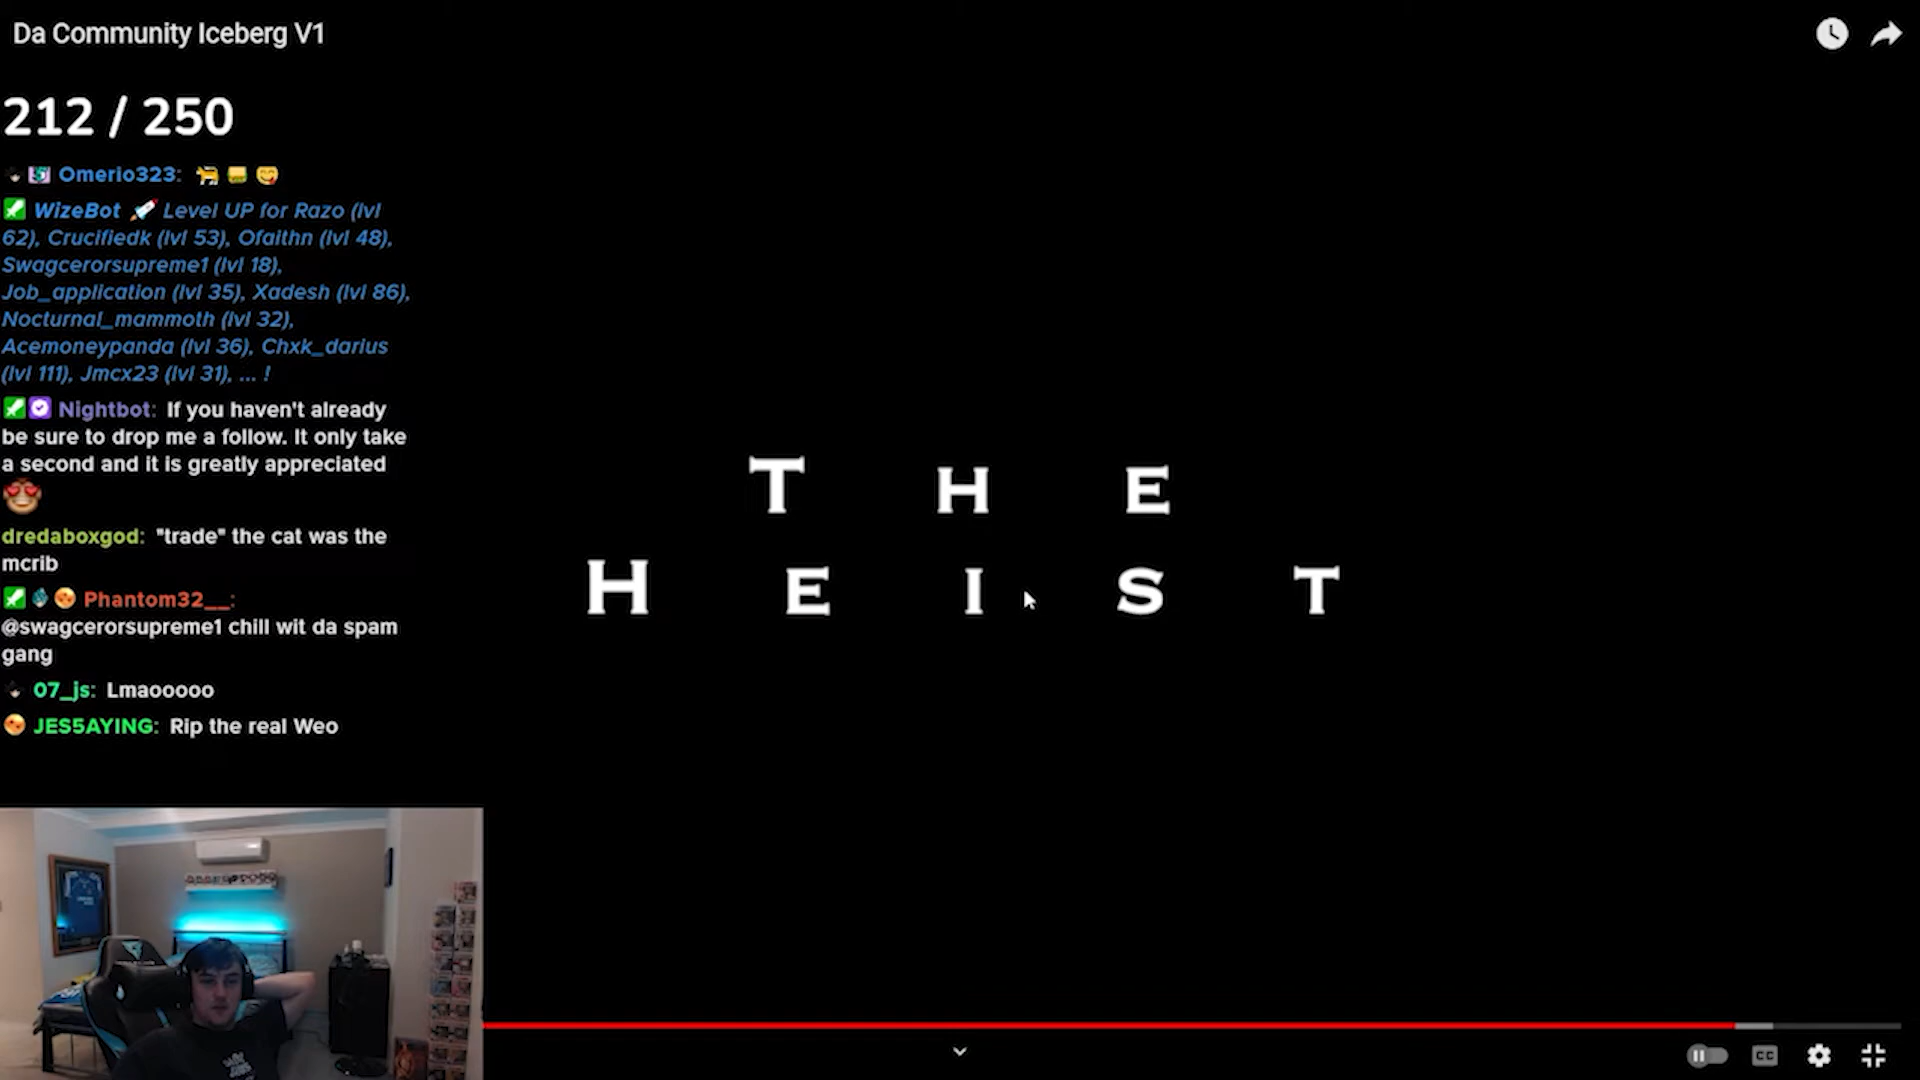 Da Community Iceberg V1
212 / 250
Omerio323:
WizeBot 🚀 Level UP for Razo (lvl
62), Crucifiedk (lvl 53), Ofaithn (lvl 48),
Swagcerorsupreme1 (lvl 18),
Job_application (lvl 35), Xadesh (lvl 86),
Nocturnal_mammoth (lvl 32),
Acemoneypanda (lvl 36), Chxk_darius
(lvl 111), Jmcx23 (lvl 31), ... !
Nightbot: If you haven't already
be sure to drop me a follow. It only take
a second and it is greatly appreciated
dredaboxgod: "trade" the cat was the
mcrib
Phantom32__:
@swagcerorsupreme1 chill wit da spam
gang
07_js: Lmaooooo
JES5AYING: Rip the real Weo
THE
HEIST
CC